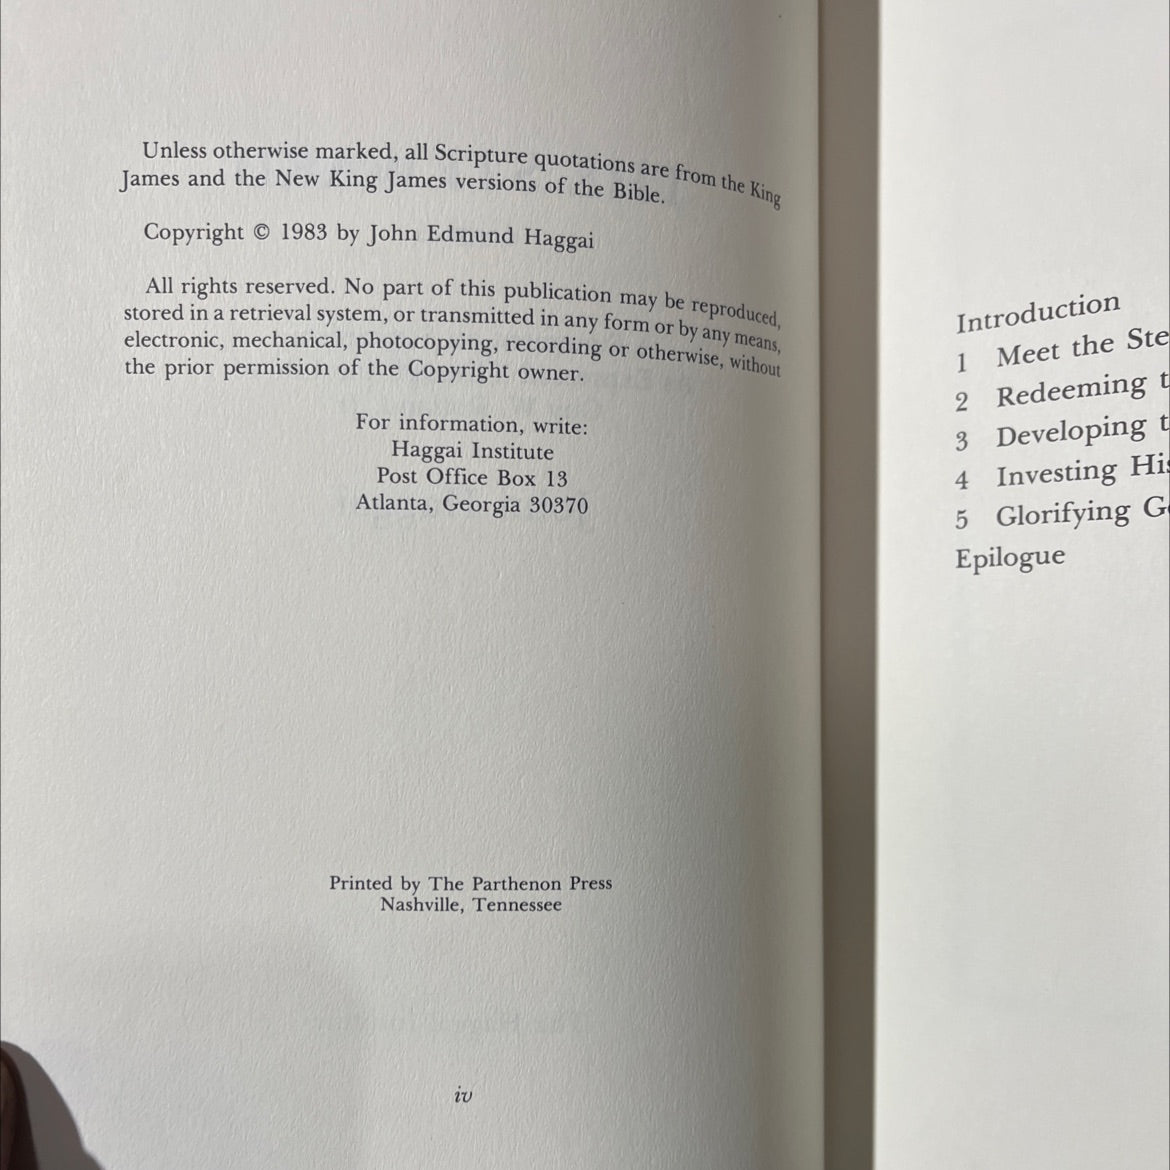 Unless otherwise marked, all Scripture quotations are from the King
James and the New King James versions of the Bible.
Copyright © 1983 by John Edmund Haggai
All rights reserved. No part of this publication may be reproduced,
stored in a retrieval system, or transmitted in any form or by any means,
electronic, mechanical, photocopying, recording or otherwise, without
the prior permission of the Copyright owner.
For information, write:
Haggai Institute
Post Office Box 13
Atlanta, Georgia 30370
Printed by The Parthenon Press
Nashville, Tennessee
iv
Introduction
1 Meet the
2 Redeeming
3 Developing
4 Investing
5 Glorifying
Epilogue